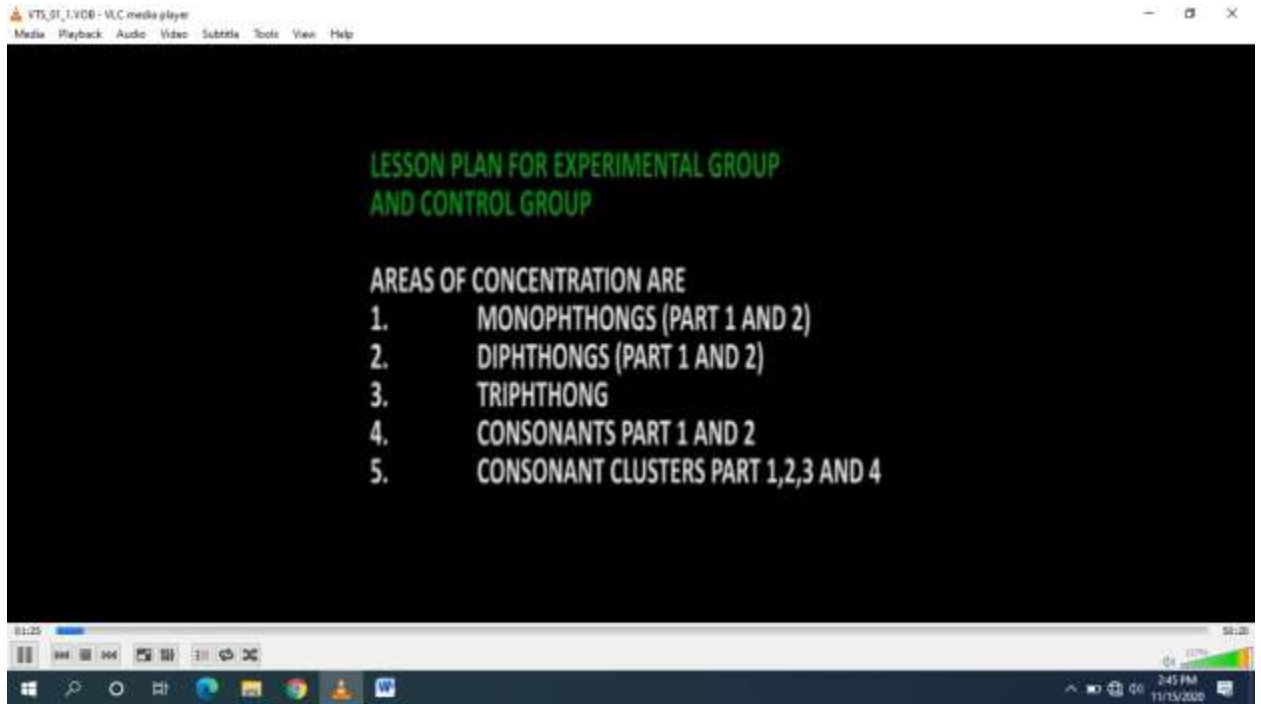 VTS_01_1.VOB - VLC media player
Media Playback Audio Video Subtitle Tools View Help
LESSON PLAN FOR EXPERIMENTAL GROUP
AND CONTROL GROUP
AREAS OF CONCENTRATION ARE
1. MONOPHTHONGS (PART 1 AND 2)
2. DIPHTHONGS (PART 1 AND 2)
3. TRIPHTHONG
4. CONSONANTS PART 1 AND 2
5. CONSONANT CLUSTERS PART 1,2,3 AND 4
01:25
2:45 PM
11/15/2020